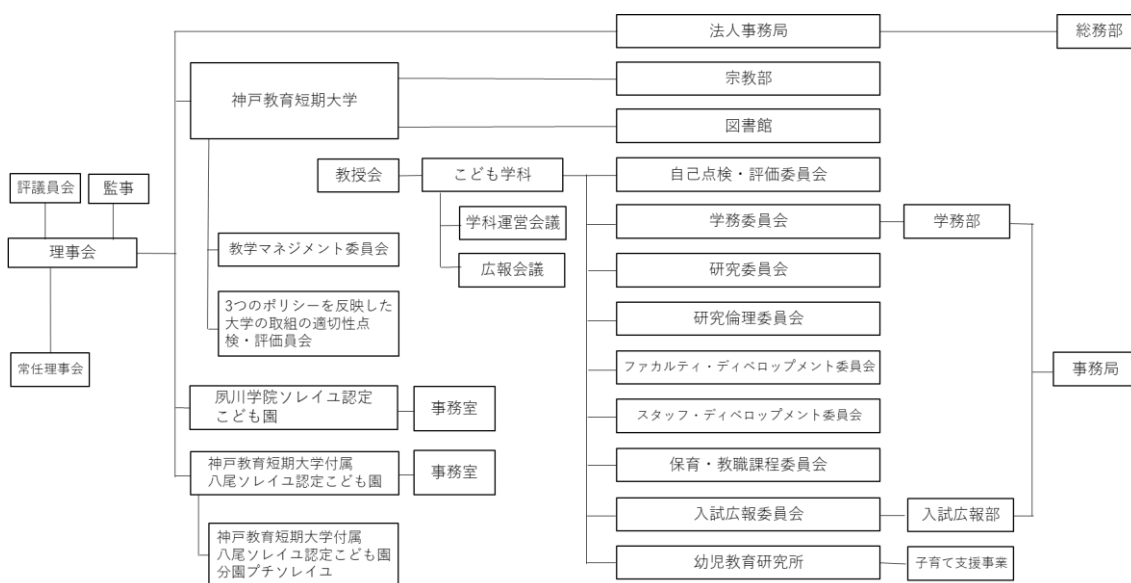 法人事務局
総務部
神戸教育短期大学
宗教部
図書館
教授会
こども学科
自己点検・評価委員会
評議員会
監事
学科運営会議
学務委員会
学務部
理事会
教学マネジメント委員会
広報会議
研究委員会
3つのポリシーを反映した
大学の取組の適切性点
検・評価員会
研究倫理委員会
常任理事会
ファカルティ・ディベロップメント委員会
事務局
夙川学院ソレイユ認定
こども園
事務室
スタッフ・ディベロップメント委員会
神戸教育短期大学付属
八尾ソレイユ認定こども園
事務室
保育・教職課程委員会
入試広報委員会
入試広報部
神戸教育短期大学付属
八尾ソレイユ認定こども園
分園プチソレイユ
幼児教育研究所
子育て支援事業